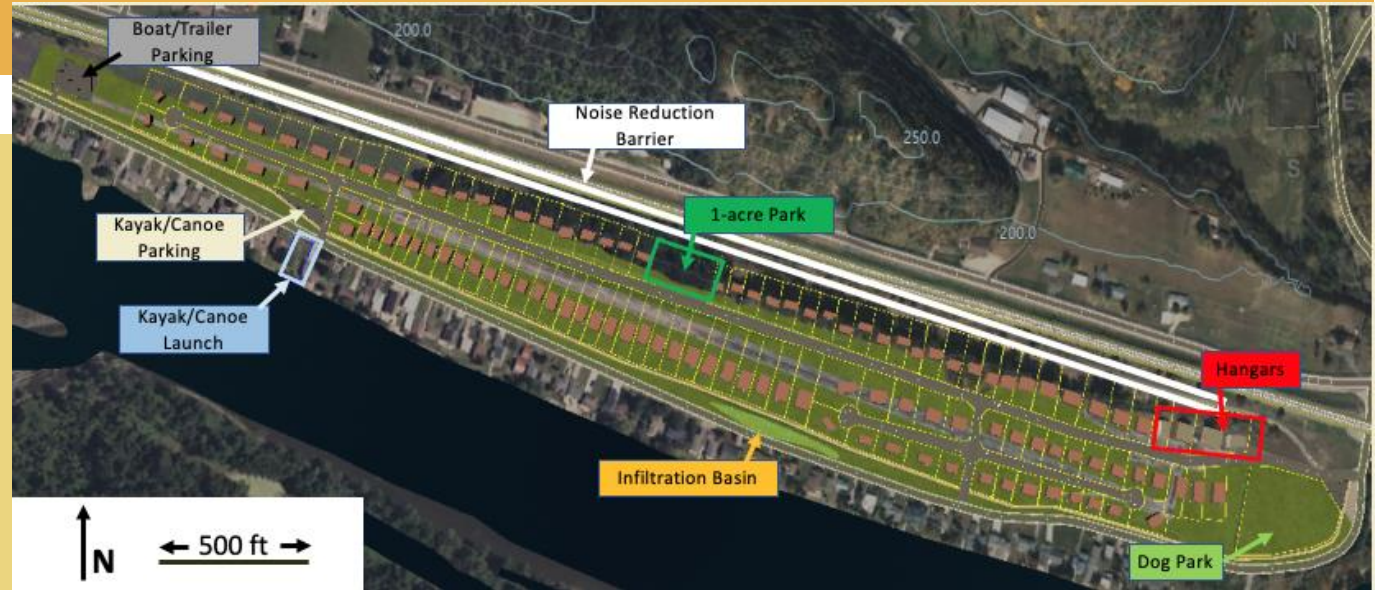 Boat/Trailer
Parking
200.0
N
W
E
S
Noise Reduction
Barrier
250.0
1-acre Park
200.0
Kayak/Canoe
Parking
Kayak/Canoe
Launch
Hangars
Infiltration Basin
Dog Park
N
500 ft